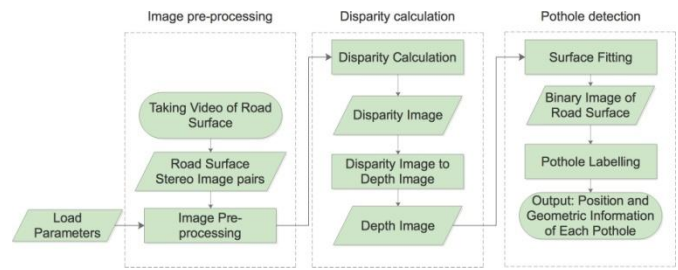 Image pre-processing
Disparity calculation
Pothole detection
Taking Video of Road
Surface
Road Surface
Stereo Image pairs
Load
Parameters
Image Pre-
processing
Disparity Calculation
Disparity Image
Disparity Image to
Depth Image
Depth Image
Surface Fitting
Binary Image of
Road Surface
Pothole Labelling
Output: Position and
Geometric Information
of Each Pothole